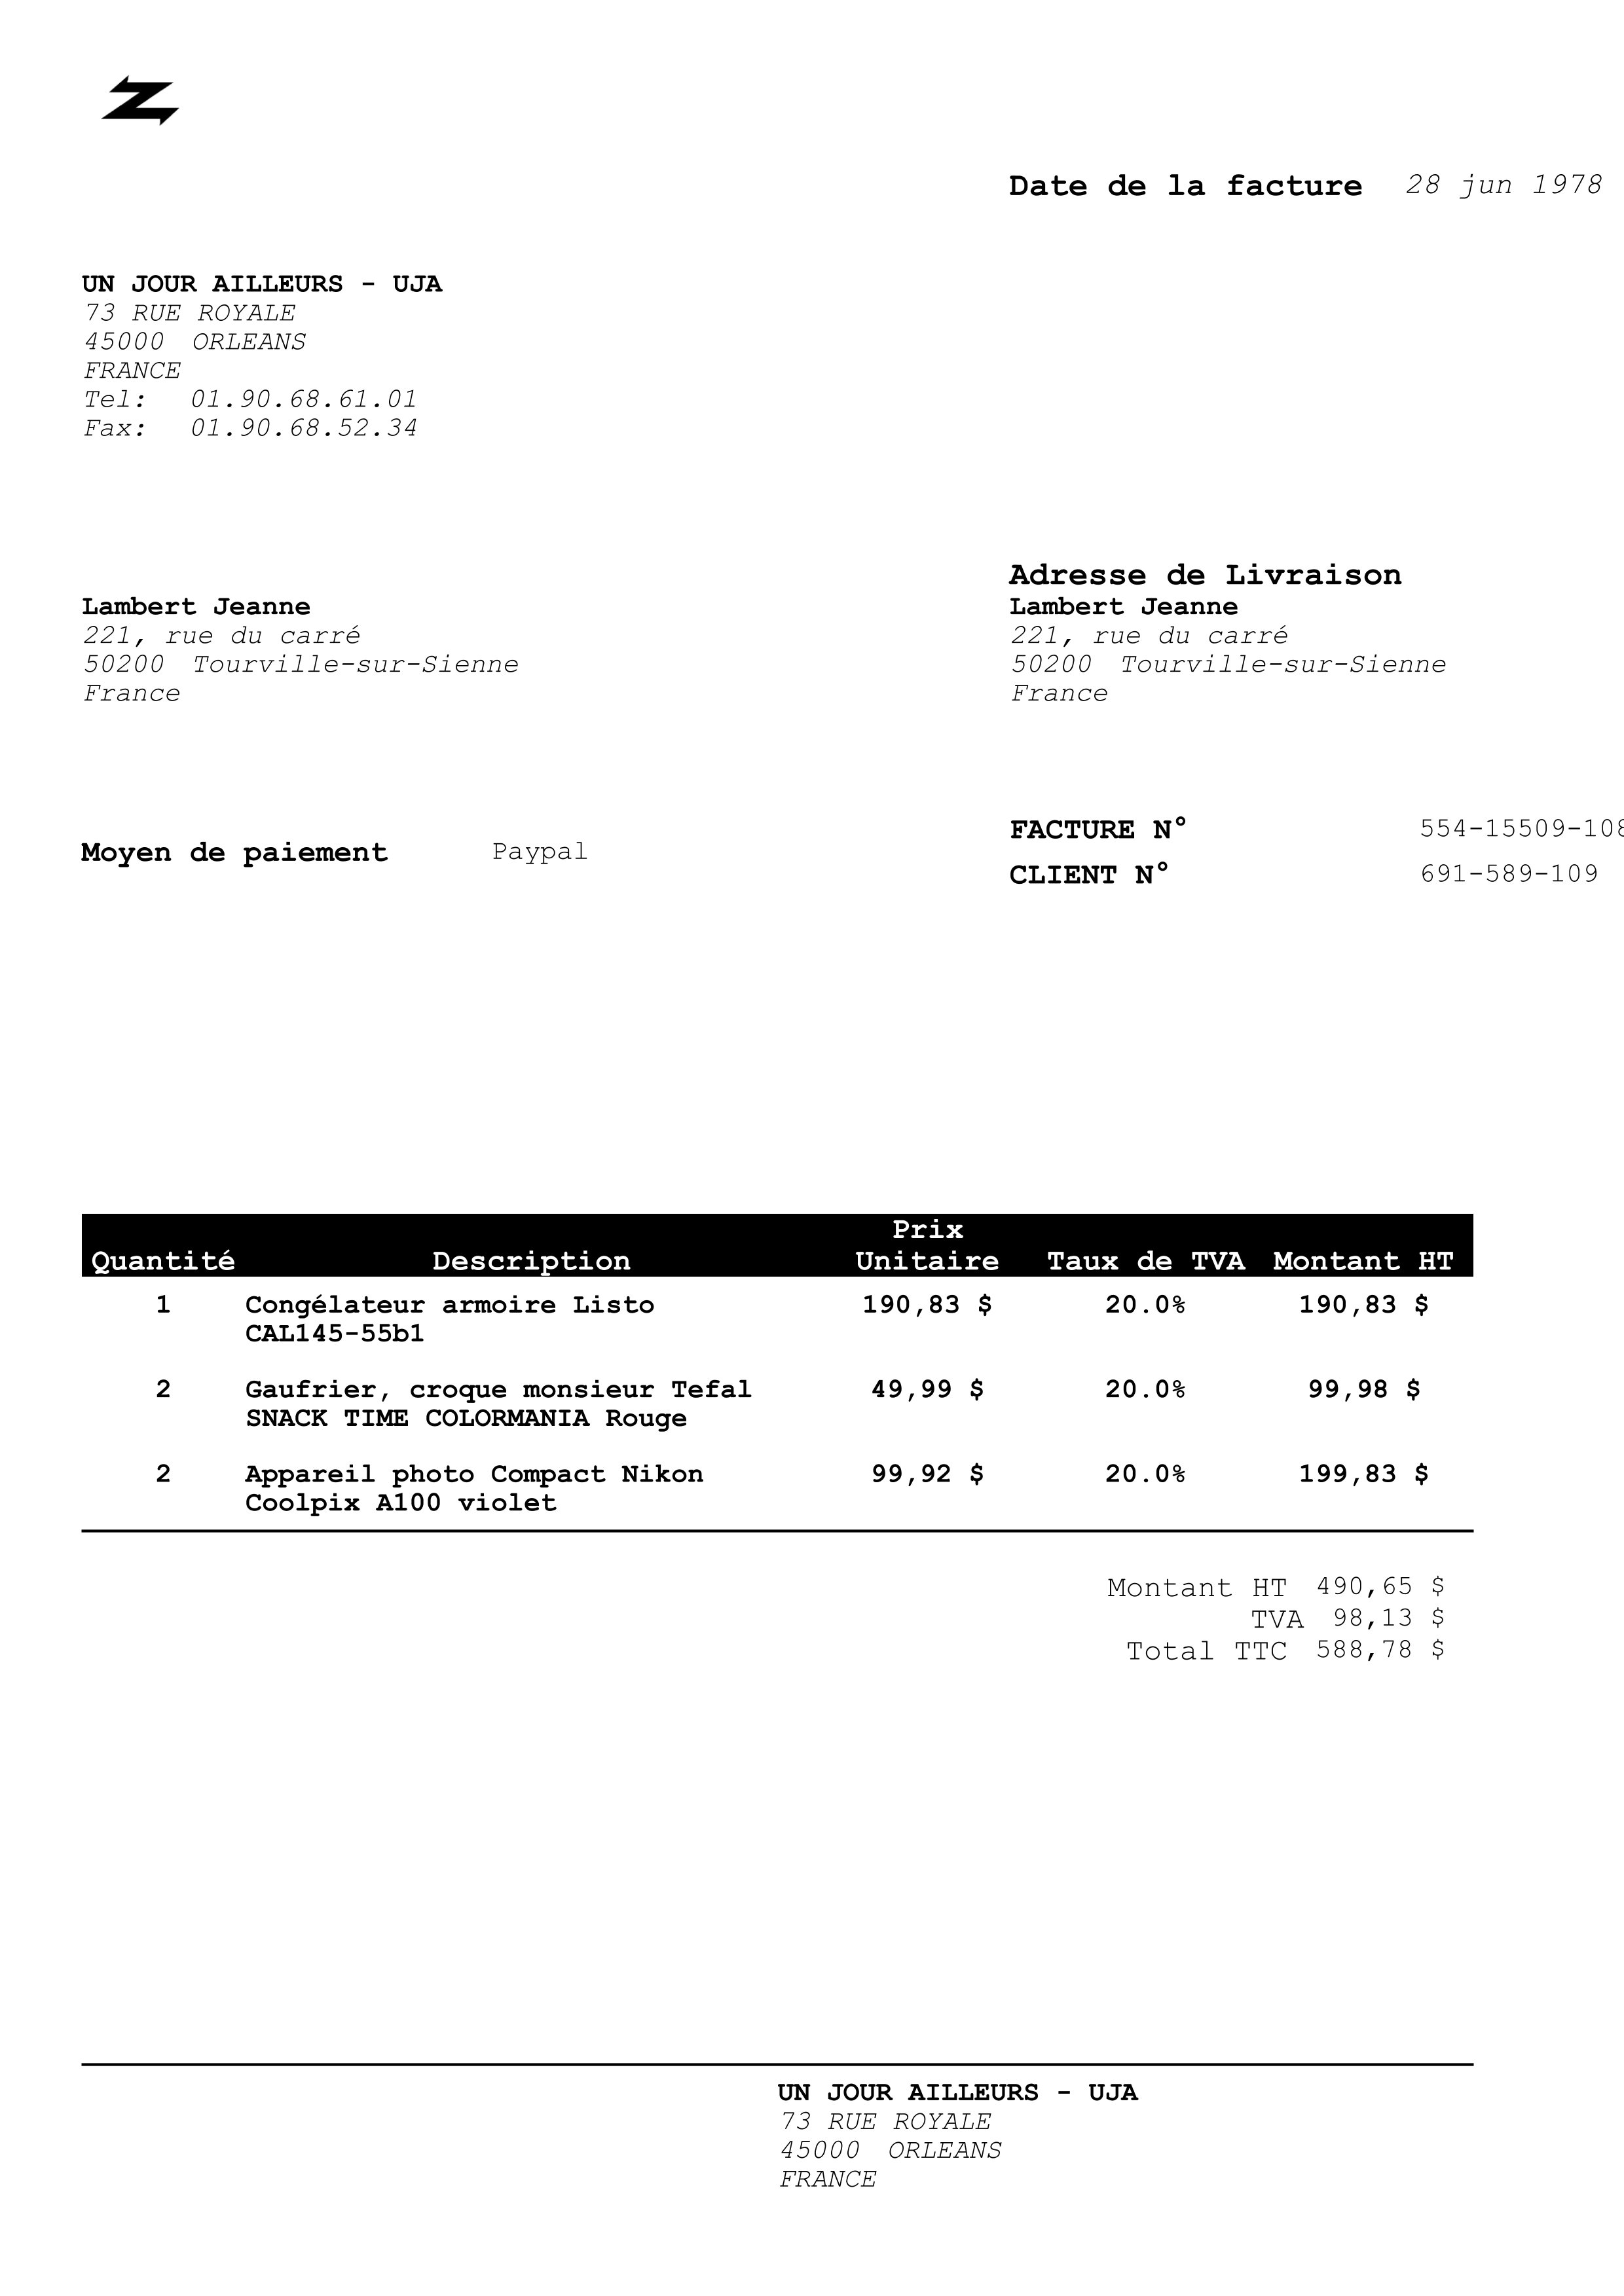 Date de la facture 28 jun 1978
UN JOUR AILLEURS - UJA
73 RUE ROYALE
45000 ORLEANS
FRANCE
Tel: 01.90.68.61.01
Fax: 01.90.68.52.34
Adresse de Livraison
Lambert Jeanne
221, rue du carré
50200 Tourville-sur-Sienne
France
Lambert Jeanne
221, rue du carré
50200 Tourville-sur-Sienne
France
Moyen de paiement Paypal
FACTURE N° 554-15509-108
CLIENT N° 691-589-109
Quantité Description Prix Unitaire Taux de TVA Montant HT
1 Congélateur armoire Listo 190,83 $ 20.0% 190,83 $
CAL145-55b1
2 Gaufrier, croque monsieur Tefal 49,99 $ 20.0% 99,98 $
SNACK TIME COLORMANIA Rouge
2 Appareil photo Compact Nikon 99,92 $ 20.0% 199,83 $
Coolpix A100 violet
Montant HT 490,65 $
TVA 98,13 $
Total TTC 588,78 $
UN JOUR AILLEURS - UJA
73 RUE ROYALE
45000 ORLEANS
FRANCE